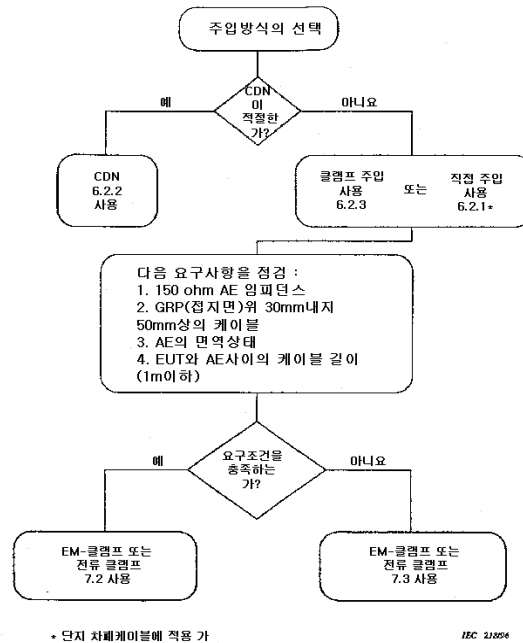 주입방식의 선택
CDN
이
적절한
가?
예
아니요
CDN
6.2.2
사용
클램프 주입
사용
6.2.3
또는
직접 주입
사용
6.2.1*
다음 요구사항을 점검 :
1. 150 ohm AE 임피던스
2. GRP(접지면)위 30mm내지
50mm상의 케이블
3. AE의 면역상태
4. EUT와 AE사이의 케이블 길이
(1m이하)
요구조건을
충족하는
가?
예
아니요
EM-클램프 또는
전류 클램프
7.2 사용
EM-클램프 또는
전류 클램프
7.3 사용
* 단지 차폐케이블에 적용 가
IEC